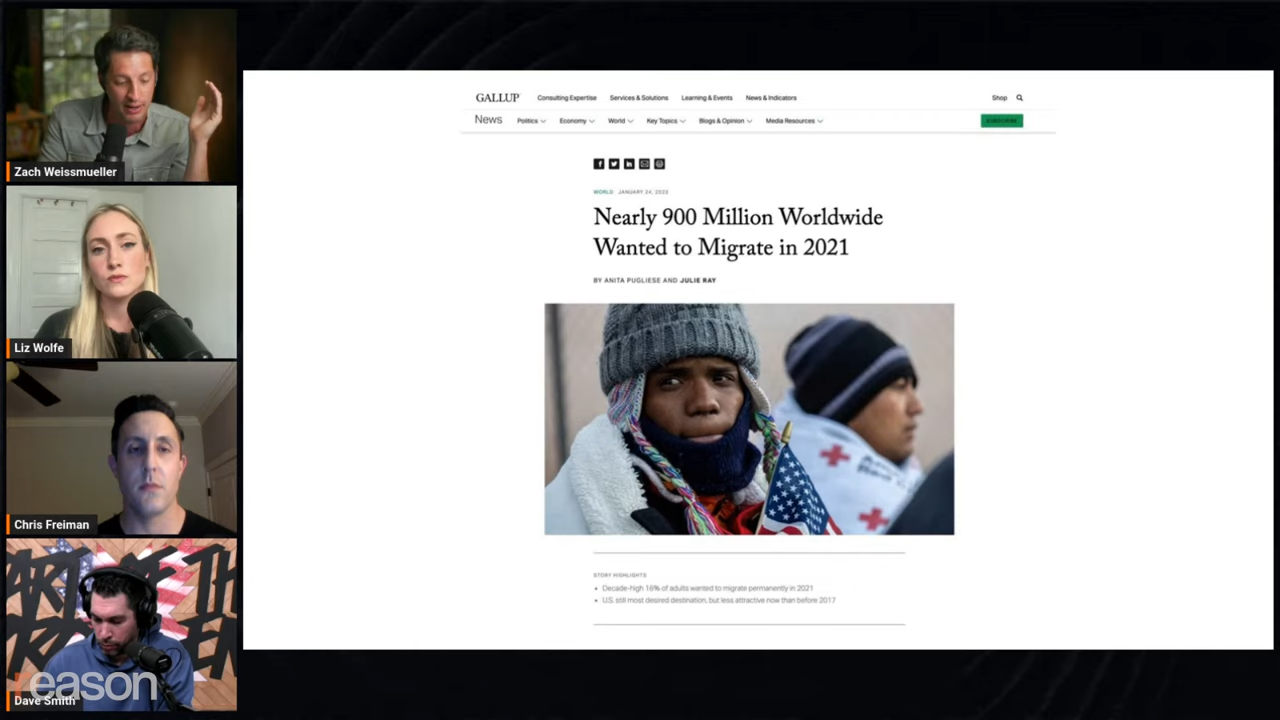 Zach Weissmueller
Liz Wolfe
Chris Freiman
Dave Smith
reason
GALLUP
Consulting Expertise
Services & Solutions
Learning & Events
News & Indicators
Shop
News
Politics
Economy
World
Key Topics
Blogs & Opinion
Media Resources
SUBSCRIBE
WORLD JANUARY 24, 2023
Nearly 900 Million Worldwide
Wanted to Migrate in 2021
BY ANITA PUGLIESE AND JULIE RAY
STORY HIGHLIGHTS
Decade-high 16% of adults wanted to migrate permanently in 2021
U.S. still most desired destination, but less attractive now than before 2017